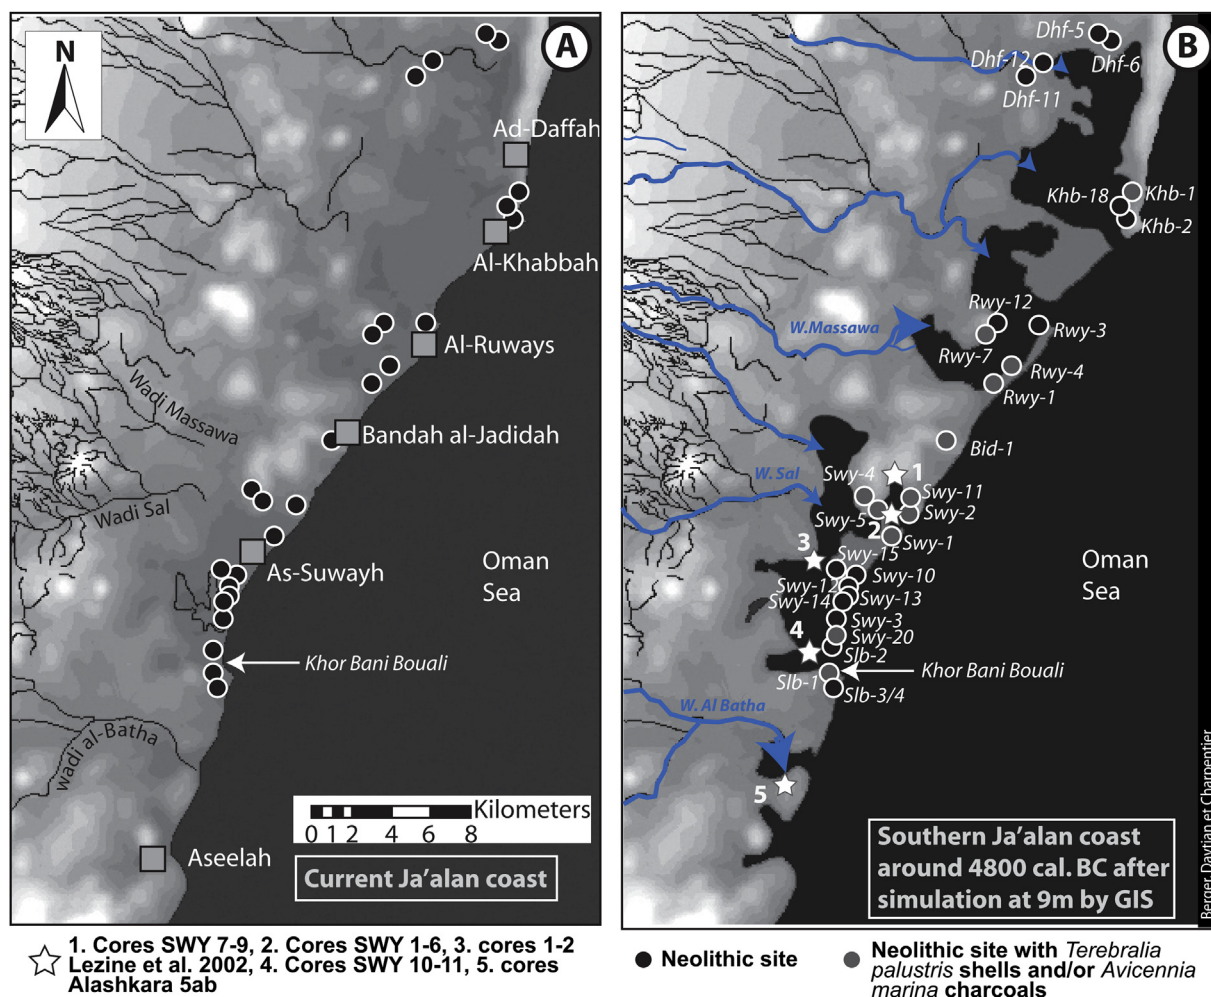 N
A
Ad-Daffah
Al-Khabbah
Al-Ruways
Wadi Massawa
Bandah al-Jadidah
Wadi Sal
As-Suwayh
Oman
Sea
Khor Bani Bouali
wadi al-Batha
Kilometers
0 1 2 4 6 8
Aseelah
Current Ja'alan coast
B
Dhf-5
Dhf-12
Dhf-6
Dhf-11
Khb-18
Khb-1
Khb-2
Rwy-12
W.Massawa
Rwy-3
Rwy-7
Rwy-4
Rwy-1
Bid-1
W. Sal
Swy-4
1
Swy-11
Swy-5
2
Swy-2
3
Swy-1
Swy-15
Oman
Sea
Swy-12
Swy-10
Swy-14
Swy-13
Swy-3
4
Swy-20
Slb-2
Khor Bani Bouali
Slb-1
Slb-3/4
W. Al Batha
5
Southern Ja'alan coast
around 4800 cal. BC after
simulation at 9m by GIS
Berger, Davtian et Charpentier
1. Cores SWY 7-9, 2. Cores SWY 1-6, 3. cores 1-2
Lezine et al. 2002, 4. Cores SWY 10-11, 5. cores
Alashkara 5ab
Neolithic site
Neolithic site with Terebralia
palustris shells and/or Avicennia
marina charcoals